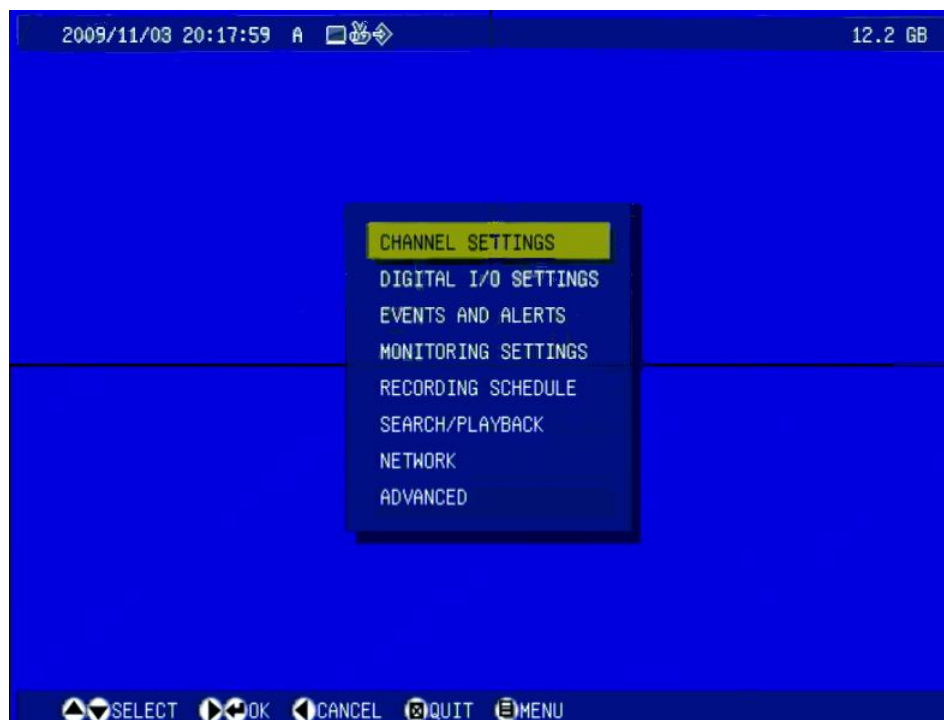 2009/11/03 20:17:59 A 12.2 GB
CHANNEL SETTINGS
DIGITAL I/O SETTINGS
EVENTS AND ALERTS
MONITORING SETTINGS
RECORDING SCHEDULE
SEARCH/PLAYBACK
NETWORK
ADVANCED
SELECT OK CANCEL QUIT MENU